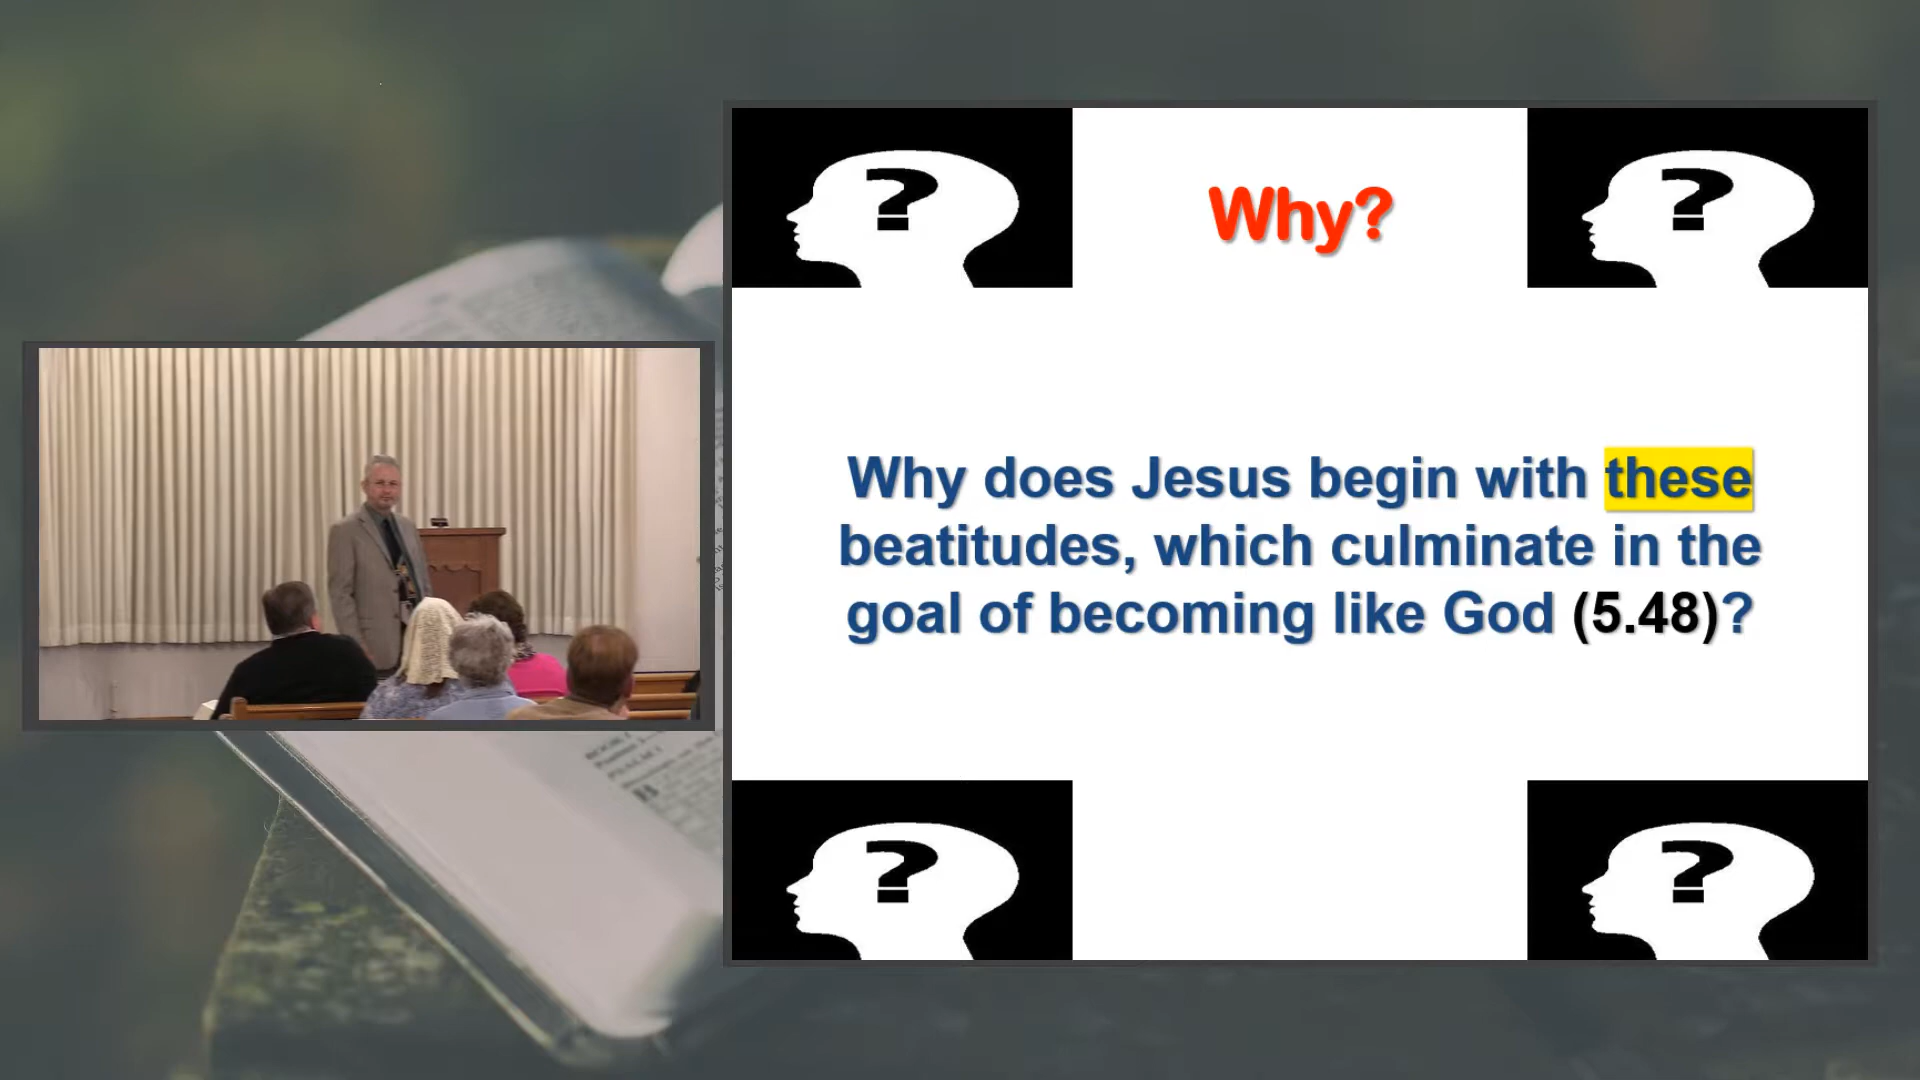 Why?
Why does Jesus begin with these
beatitudes, which culminate in the
goal of becoming like God (5.48)?
?
?
?
?